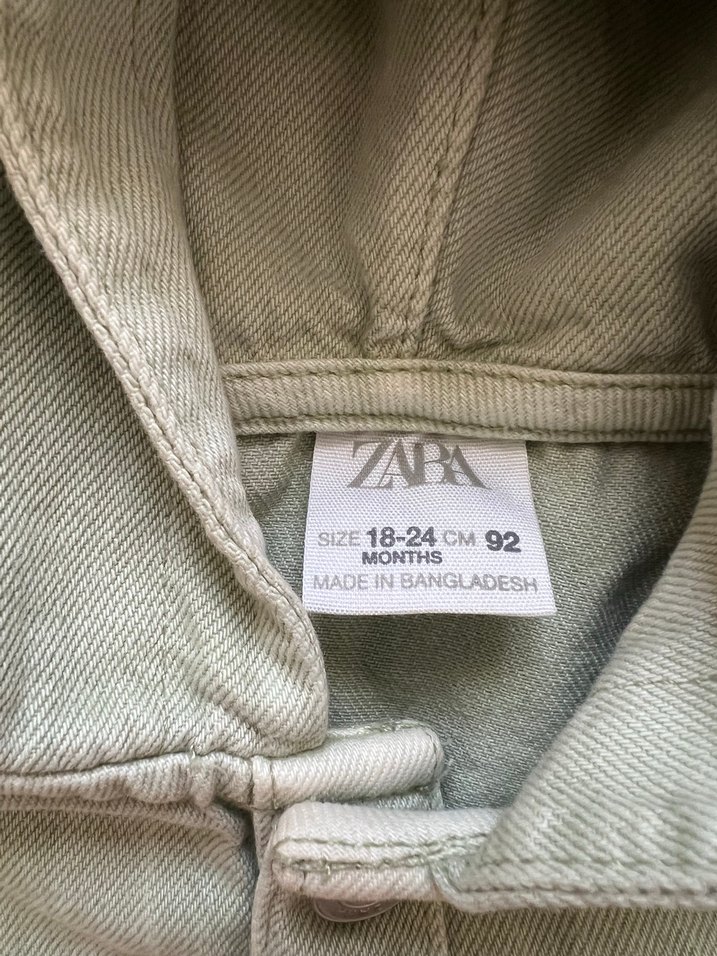 ZARA
SIZE 18-24 CM 92
MONTHS
MADE IN BANGLADESH